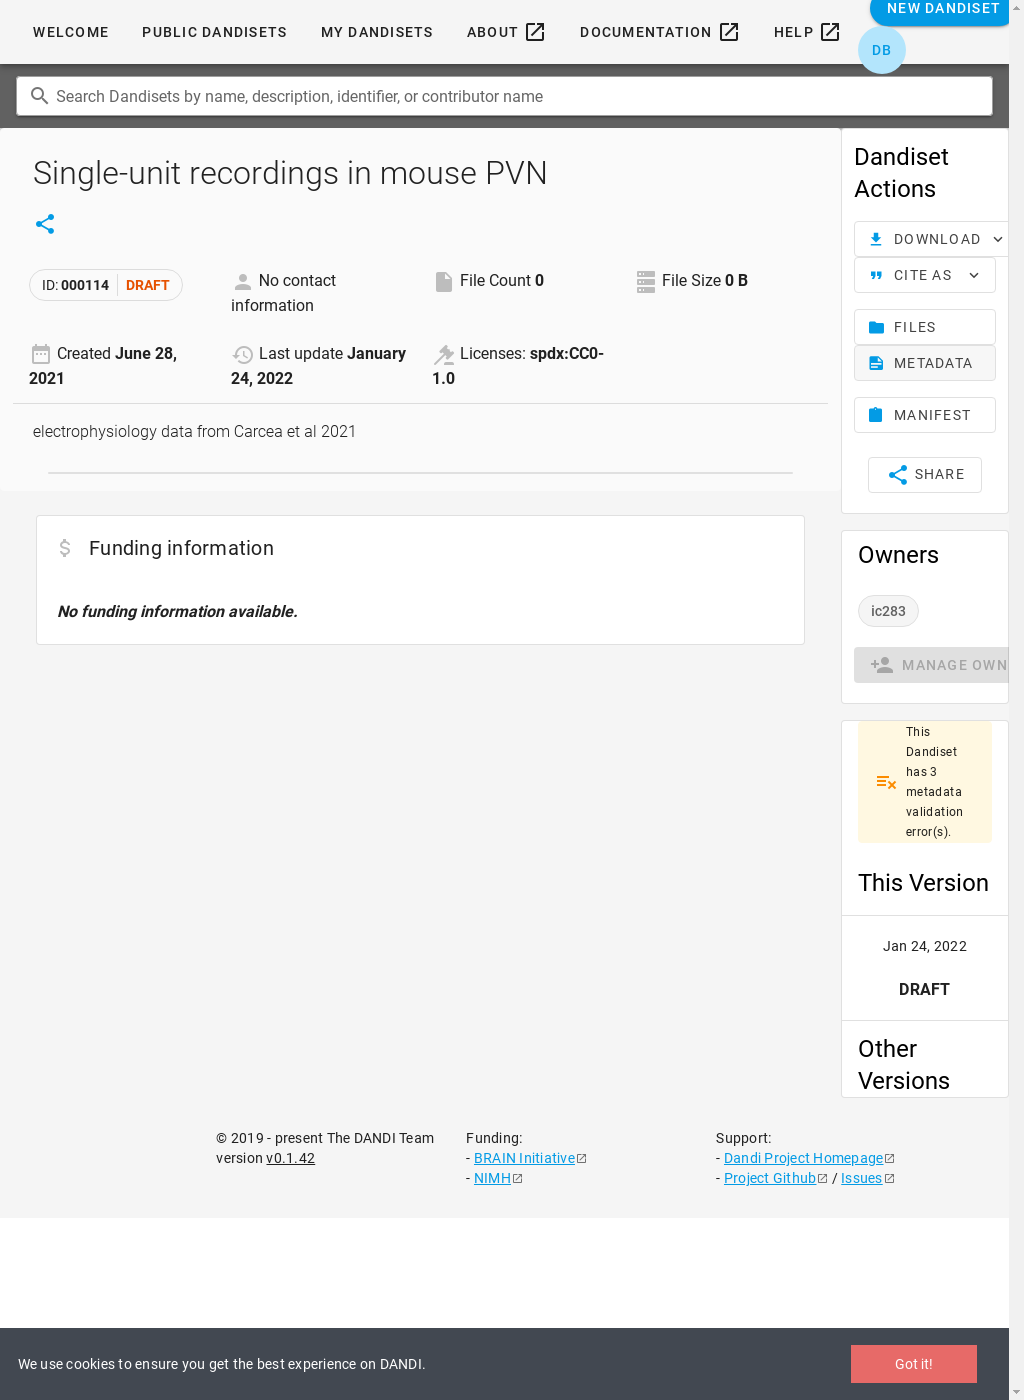 NEW DANDISET
WELCOME PUBLIC DANDISETS MY DANDISETS ABOUT DOCUMENTATION HELP
DB
Search Dandisets by name, description, identifier, or contributor name
Single-unit recordings in mouse PVN
ID: 000114 DRAFT
No contact information
File Count 0
File Size 0 B
Created June 28, 2021
Last update January 24, 2022
Licenses: spdx:CC0-1.0
electrophysiology data from Carcea et al 2021
Funding information
No funding information available.
Dandiset
Actions
DOWNLOAD
CITE AS
FILES
METADATA
MANIFEST
SHARE
Owners
ic283
MANAGE OWN
This
Dandiset
has 3
metadata
validation
error(s).
This Version
Jan 24, 2022
DRAFT
Other
Versions
© 2019 - present The DANDI Team
version v0.1.42
Funding:
- BRAIN Initiative
- NIMH
Support:
- Dandi Project Homepage
- Project Github / Issues
We use cookies to ensure you get the best experience on DANDI.
Got it!